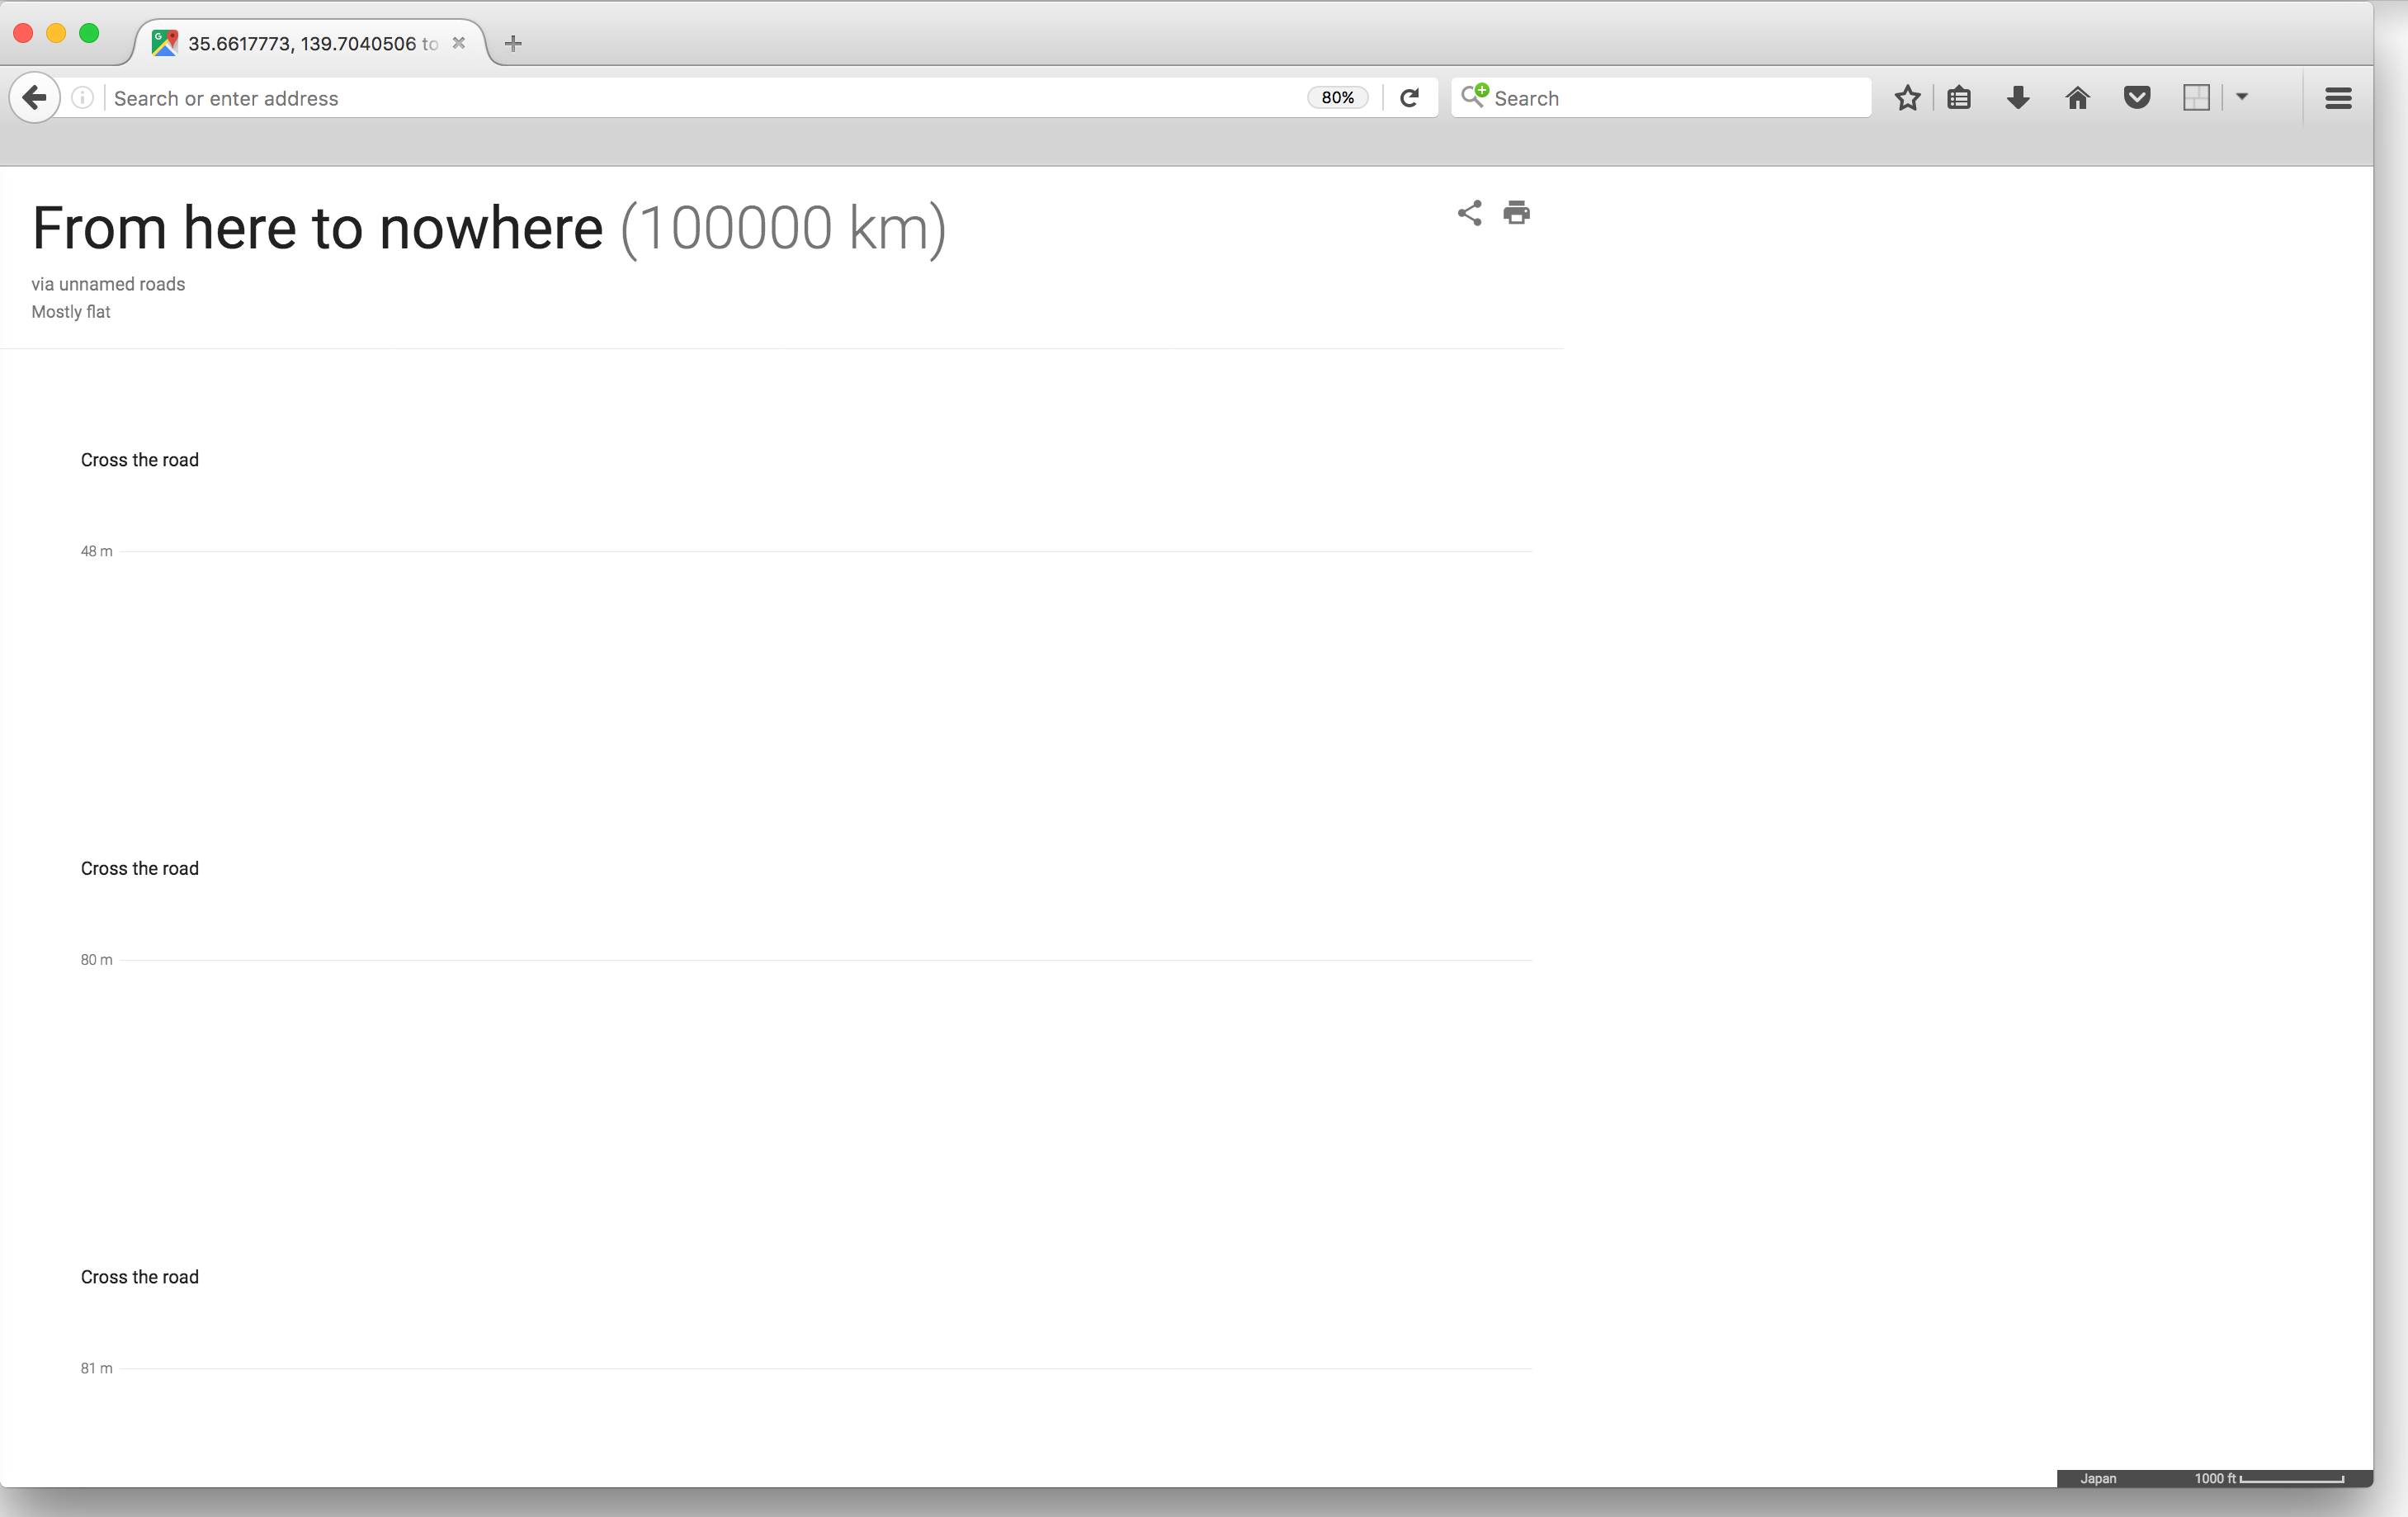 35.6617773, 139.7040506 to
Search or enter address
80%
Search
From here to nowhere (100000 km)
via unnamed roads
Mostly flat
Cross the road
48 m
Cross the road
80 m
Cross the road
81 m
Japan
1000 ft